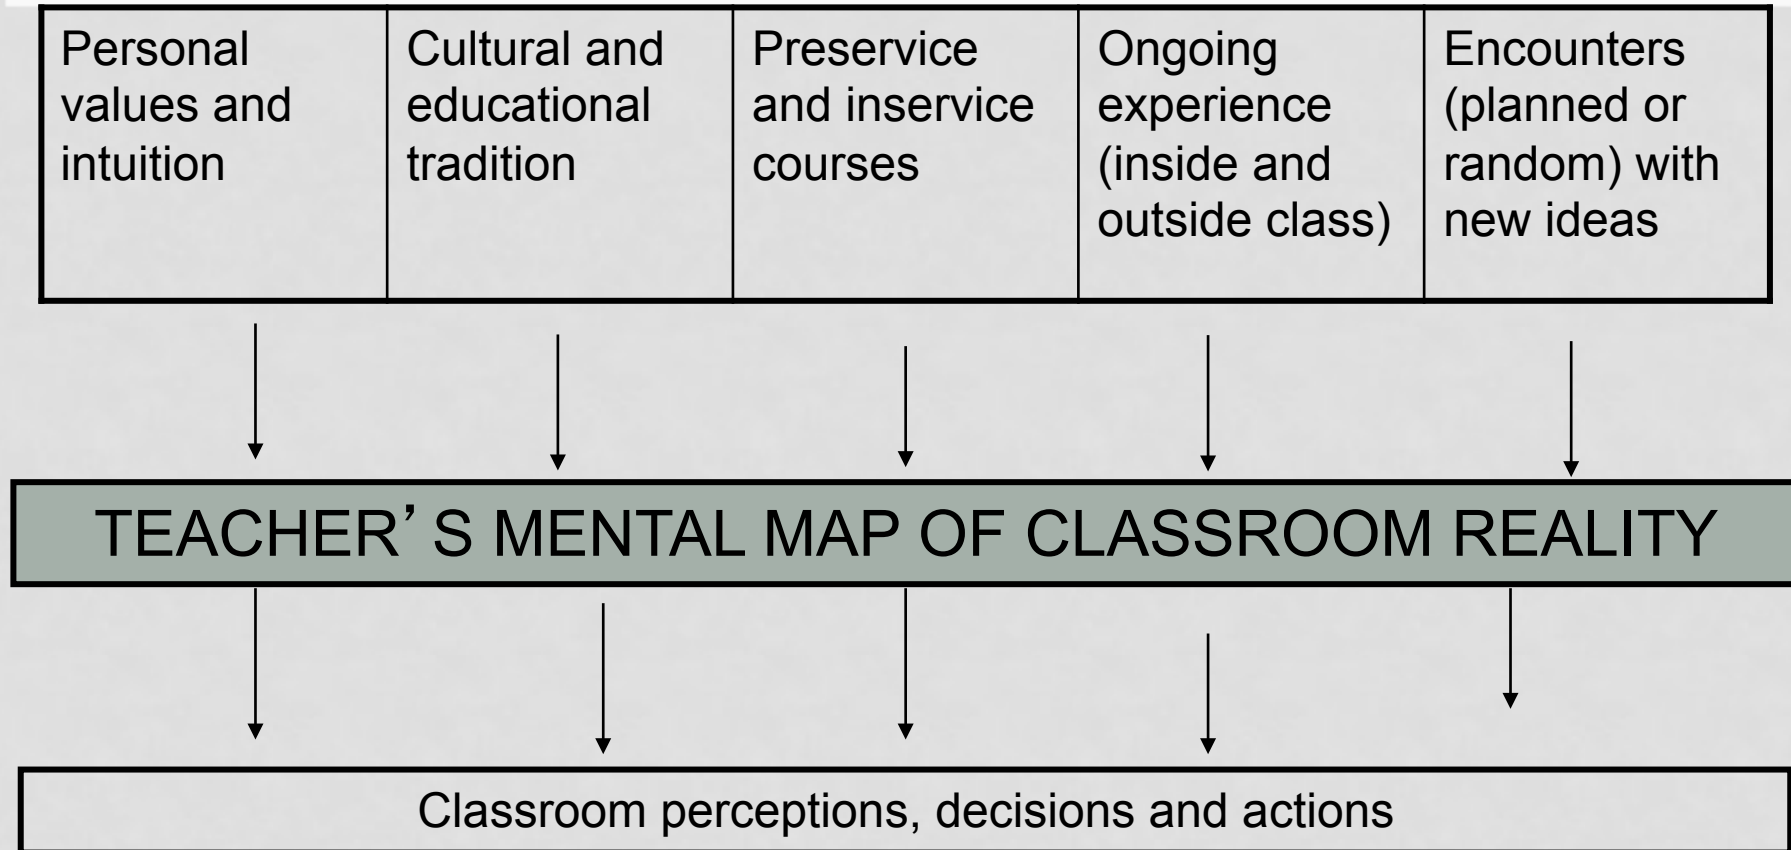 Personal
values and
intuition
Cultural and
educational
tradition
Preservice
and inservice
courses
Ongoing
experience
(inside and
outside class)
Encounters
(planned or
random) with
new ideas
TEACHER’ S MENTAL MAP OF CLASSROOM REALITY
Classroom perceptions, decisions and actions